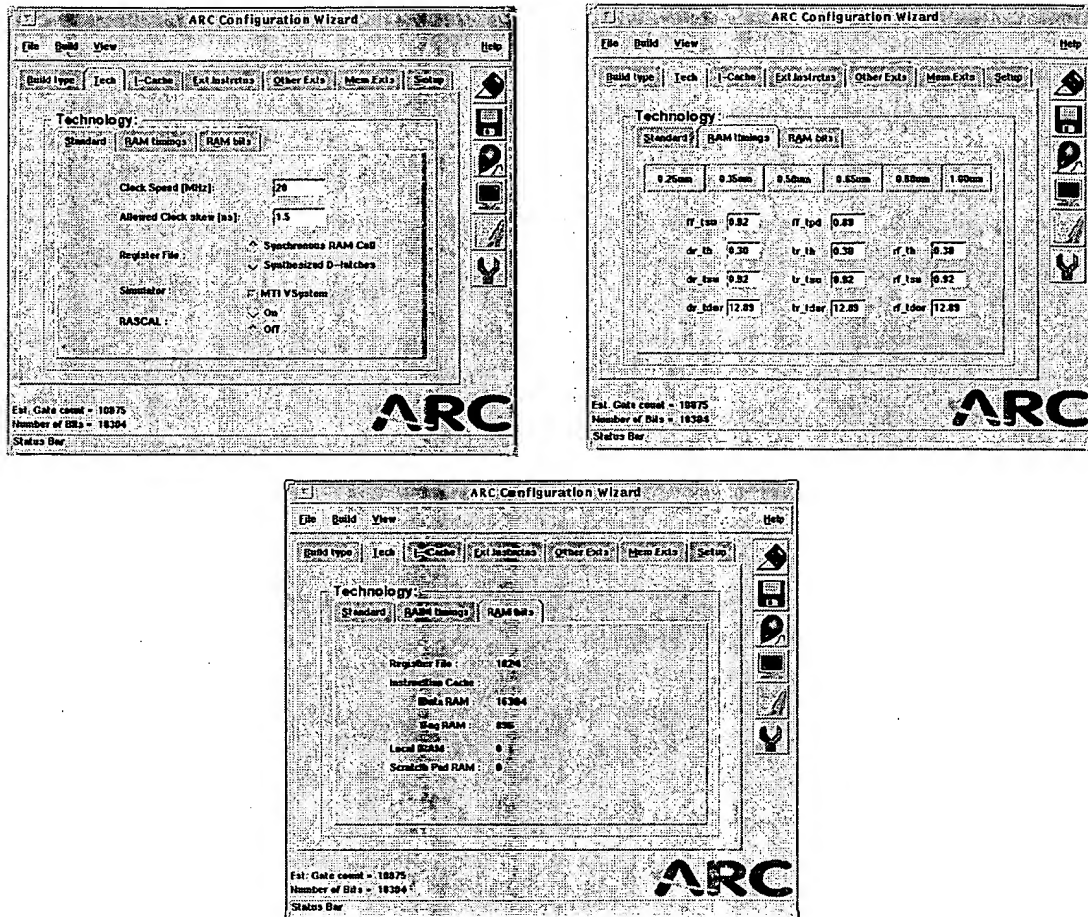 ARC Configuration Wizard
File Build View Help
Build type Tech I-Cache Ext Instrctns Other Exts Mem Exts Setup
Technology:
Standard RAM timings RAM bits
Clock Speed [MHz]: 20
Allowed Clock skew [ns]: 1.5
Register File : Synchronous RAM Cell
Synthesized D-latches
Simulator MTI VSystem
RASCAL : On
Off
Est. Gate count = 10875
Number of Bits = 18304
ARC
Status Bar
ARC Configuration Wizard
File Build View Help
Build type Tech I-Cache Ext Instrctns Other Exts Mem Exts Setup
Technology:
Standard RAM timings RAM bits
0.25um 0.35um 0.50um 0.65um 0.80um 1.00um
rf_tsu 0.92 rf_tpd 0.89
dr_th 0.30 tr_th 0.30 rf_th 0.38
dr_tsu 0.92 tr_tsu 0.92 rf_tsu 0.92
12.89 12.89 12.89
Est. Gate count = 10875
Number of Bits = 18304
ARC
Status Bar
ARC Configuration Wizard
File Build View Help
Build type Tech I-Cache Ext Instrctns Other Exts Mem Exts Setup
Technology:
Standard RAM timings RAM bits
Register File : 1024
Instruction Cache
Data RAM 16384
Tag RAM : 896
Local RAM 0
Scratch Pad RAM : 0
Est. Gate count = 10875
Number of Bits = 18304
ARC
Status Bar